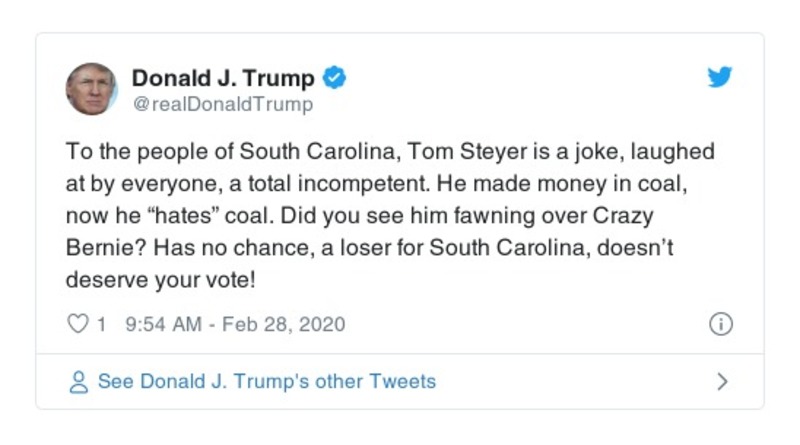 Donald J. Trump
@realDonaldTrump
To the people of South Carolina, Tom Steyer is a joke, laughed
at by everyone, a total incompetent. He made money in coal,
now he “hates” coal. Did you see him fawning over Crazy
Bernie? Has no chance, a loser for South Carolina, doesn’t
deserve your vote!
1 9:54 AM - Feb 28, 2020
See Donald J. Trump's other Tweets